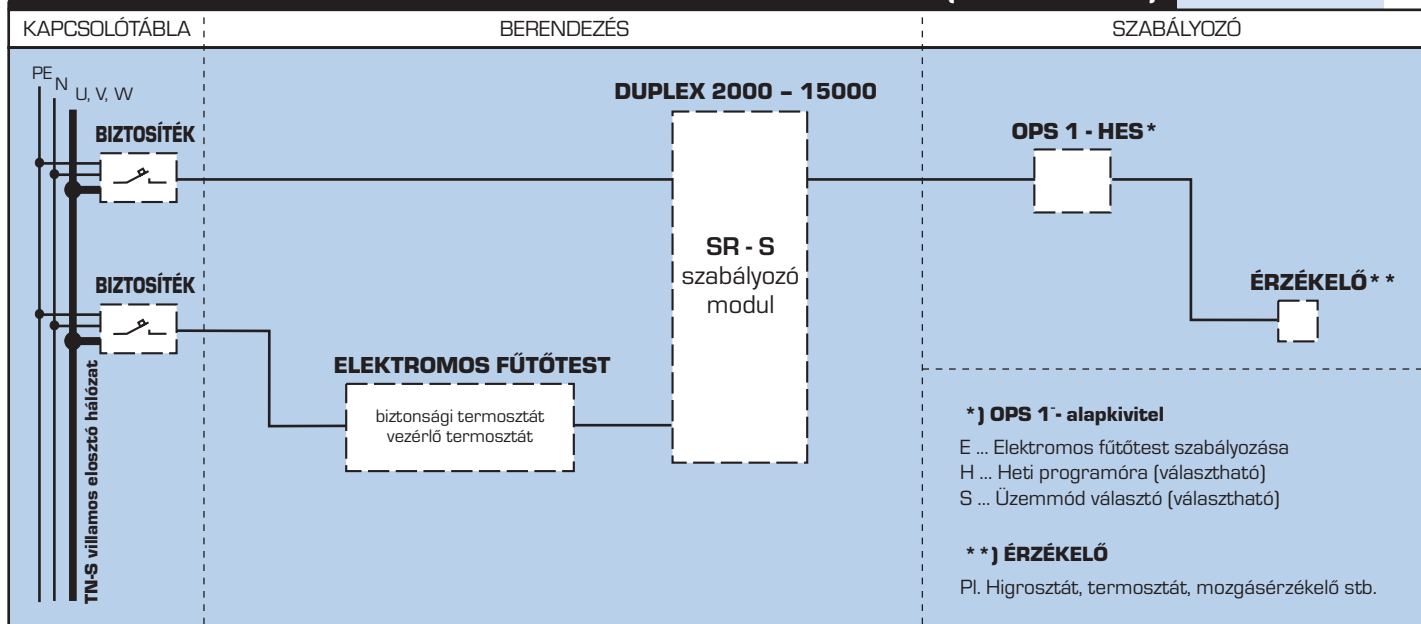 KAPCSOLÓTÁBLA
BERENDEZÉS
SZABÁLYOZÓ
PE
N
U, V, W
BIZTOSÍTÉK
DUPLEX 2000 – 15000
OPS 1 - HES*
SR - S
szabályozó
modul
BIZTOSÍTÉK
ÉRZÉKELŐ**
ELEKTROMOS FŰTŐTEST
biztonsági termosztát
vezérlő termosztát
TN-S villamos elosztó hálózat
*) OPS 1 - alapkivitel
E ... Elektromos fűtőtest szabályozása
H ... Heti programóra (választható)
S ... Üzemmód választó (választható)
**) ÉRZÉKELŐ
Pl. Higrosztát, termosztát, mozgásérzékelő stb.